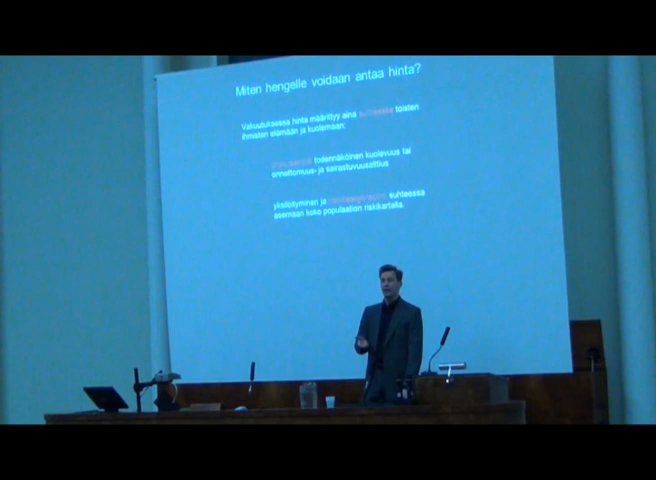 Miten hengelle voidaan antaa hinta?
Vakuutuksessa hinta määrittyy aina suhteessa toisten
ihmisten elämään ja kuolemaan:
todennäköinen kuolevuus tai
onnettomuus- ja sairastuvuusalttius
yksilöityminen ja suhteessa
asemaan koko populaation riskikartalla.